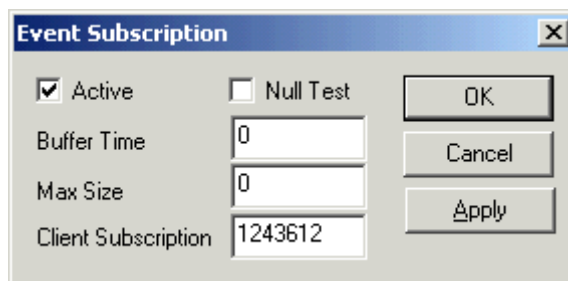 Event Subscription
Active Null Test OK
Buffer Time 0
Cancel
Max Size 0
Apply
Client Subscription 1243612